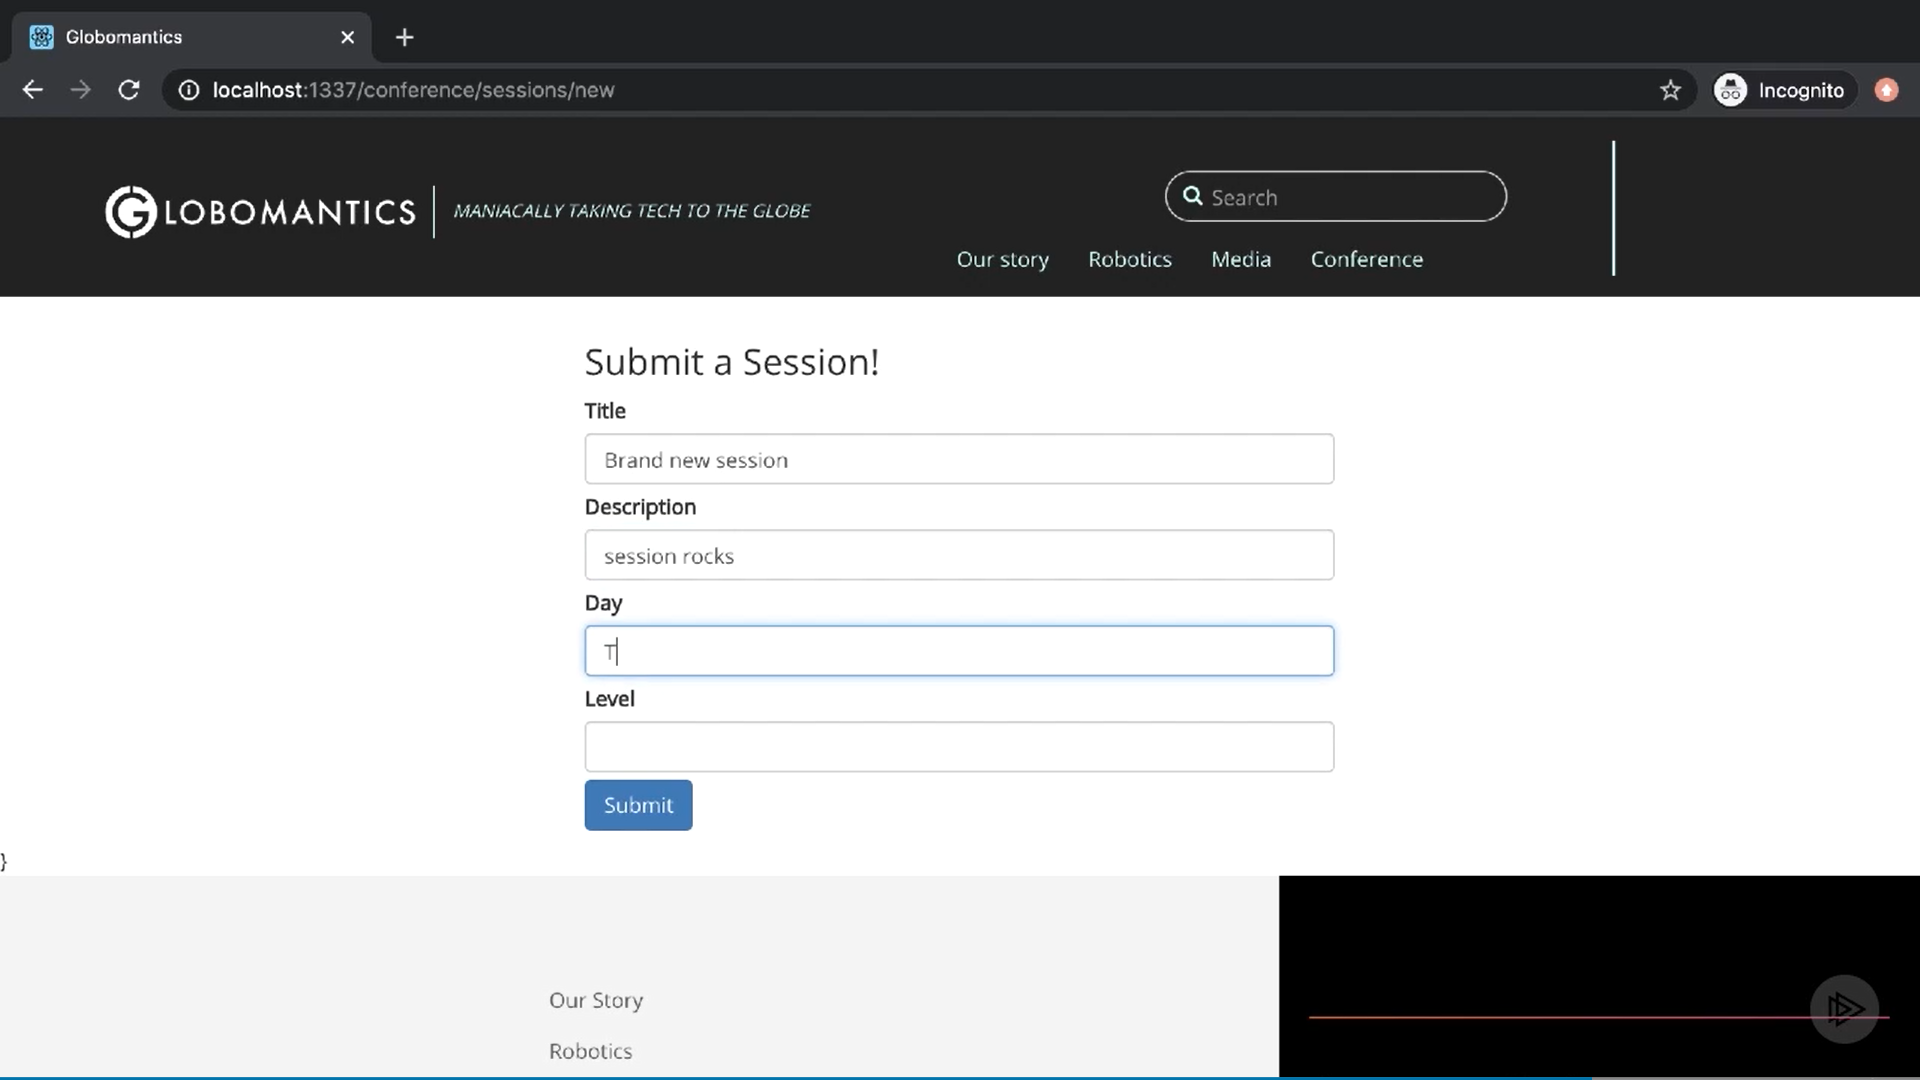 Globomantics
localhost:1337/conference/sessions/new
Incognito
GLOBOMANTICS
MANIACALLY TAKING TECH TO THE GLOBE
Search
Our story Robotics Media Conference
Submit a Session!
Title
Brand new session
Description
session rocks
Day
T
Level
Submit
}
Our Story
Robotics